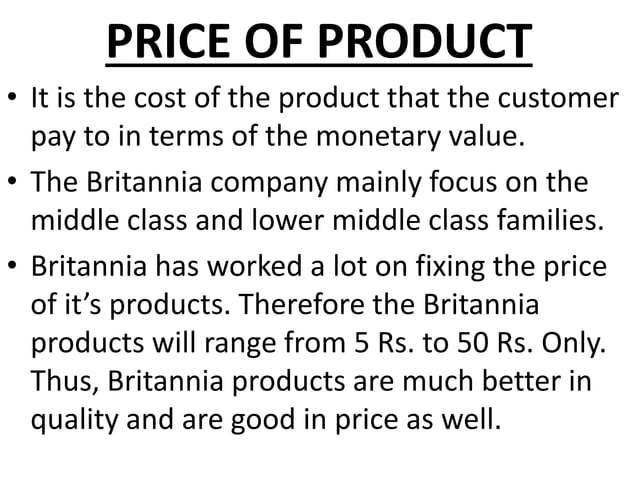 PRICE OF PRODUCT
• It is the cost of the product that the customer
pay to in terms of the monetary value.
• The Britannia company mainly focus on the
middle class and lower middle class families.
• Britannia has worked a lot on fixing the price
of it’s products. Therefore the Britannia
products will range from 5 Rs. to 50 Rs. Only.
Thus, Britannia products are much better in
quality and are good in price as well.